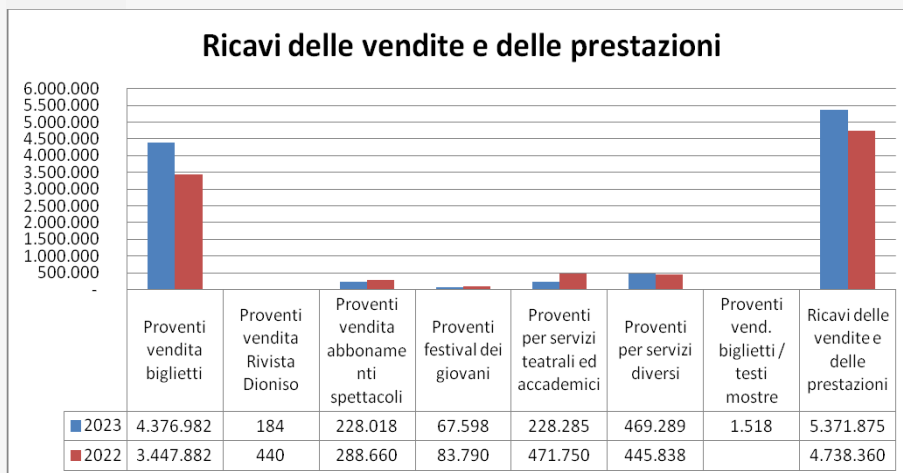 Ricavi delle vendite e delle prestazioni
6.000.000
5.500.000
5.000.000
4.500.000
4.000.000
3.500.000
3.000.000
2.500.000
2.000.000
1.500.000
1.000.000
500.000
-
Proventi
vendita
biglietti
Proventi
vendita
Rivista
Dioniso
Proventi
vendita
abboname
nti
spettacoli
Proventi
festival dei
giovani
Proventi
per servizi
teatrali ed
accademici
Proventi
per servizi
diversi
Proventi
vend.
biglietti /
testi
mostre
Ricavi delle
vendite e
delle
prestazioni
2023 4.376.982 184 228.018 67.598 228.285 469.289 1.518 5.371.875
2022 3.447.882 440 288.660 83.790 471.750 445.838 4.738.360